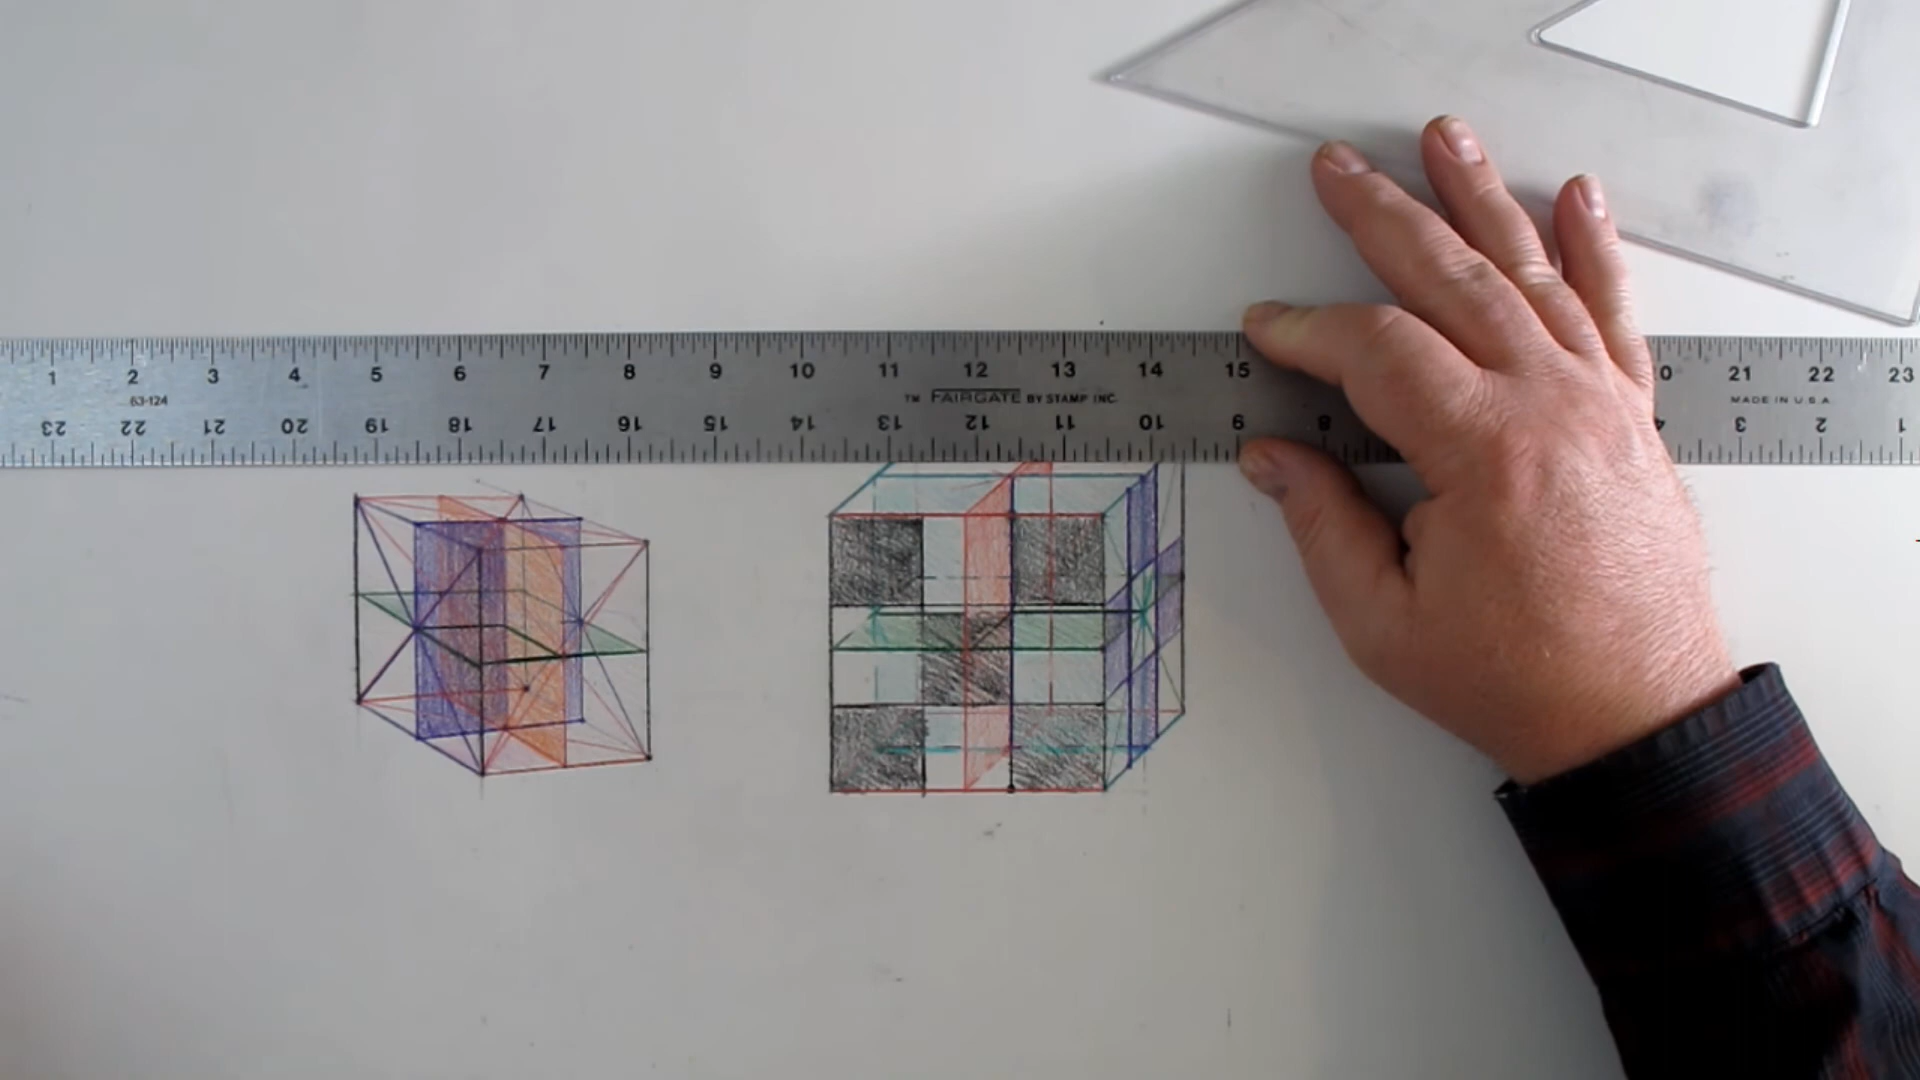 1 2 3 4 5 6 7 8 9 10 11 12 13 14 15 20 21 22 23
63-124
TM FAIRGATE BY STAMP INC.
MADE IN U.S.A.
23 22 21 20 19 18 17 16 15 14 13 12 11 10 9 8 4 3 2 1